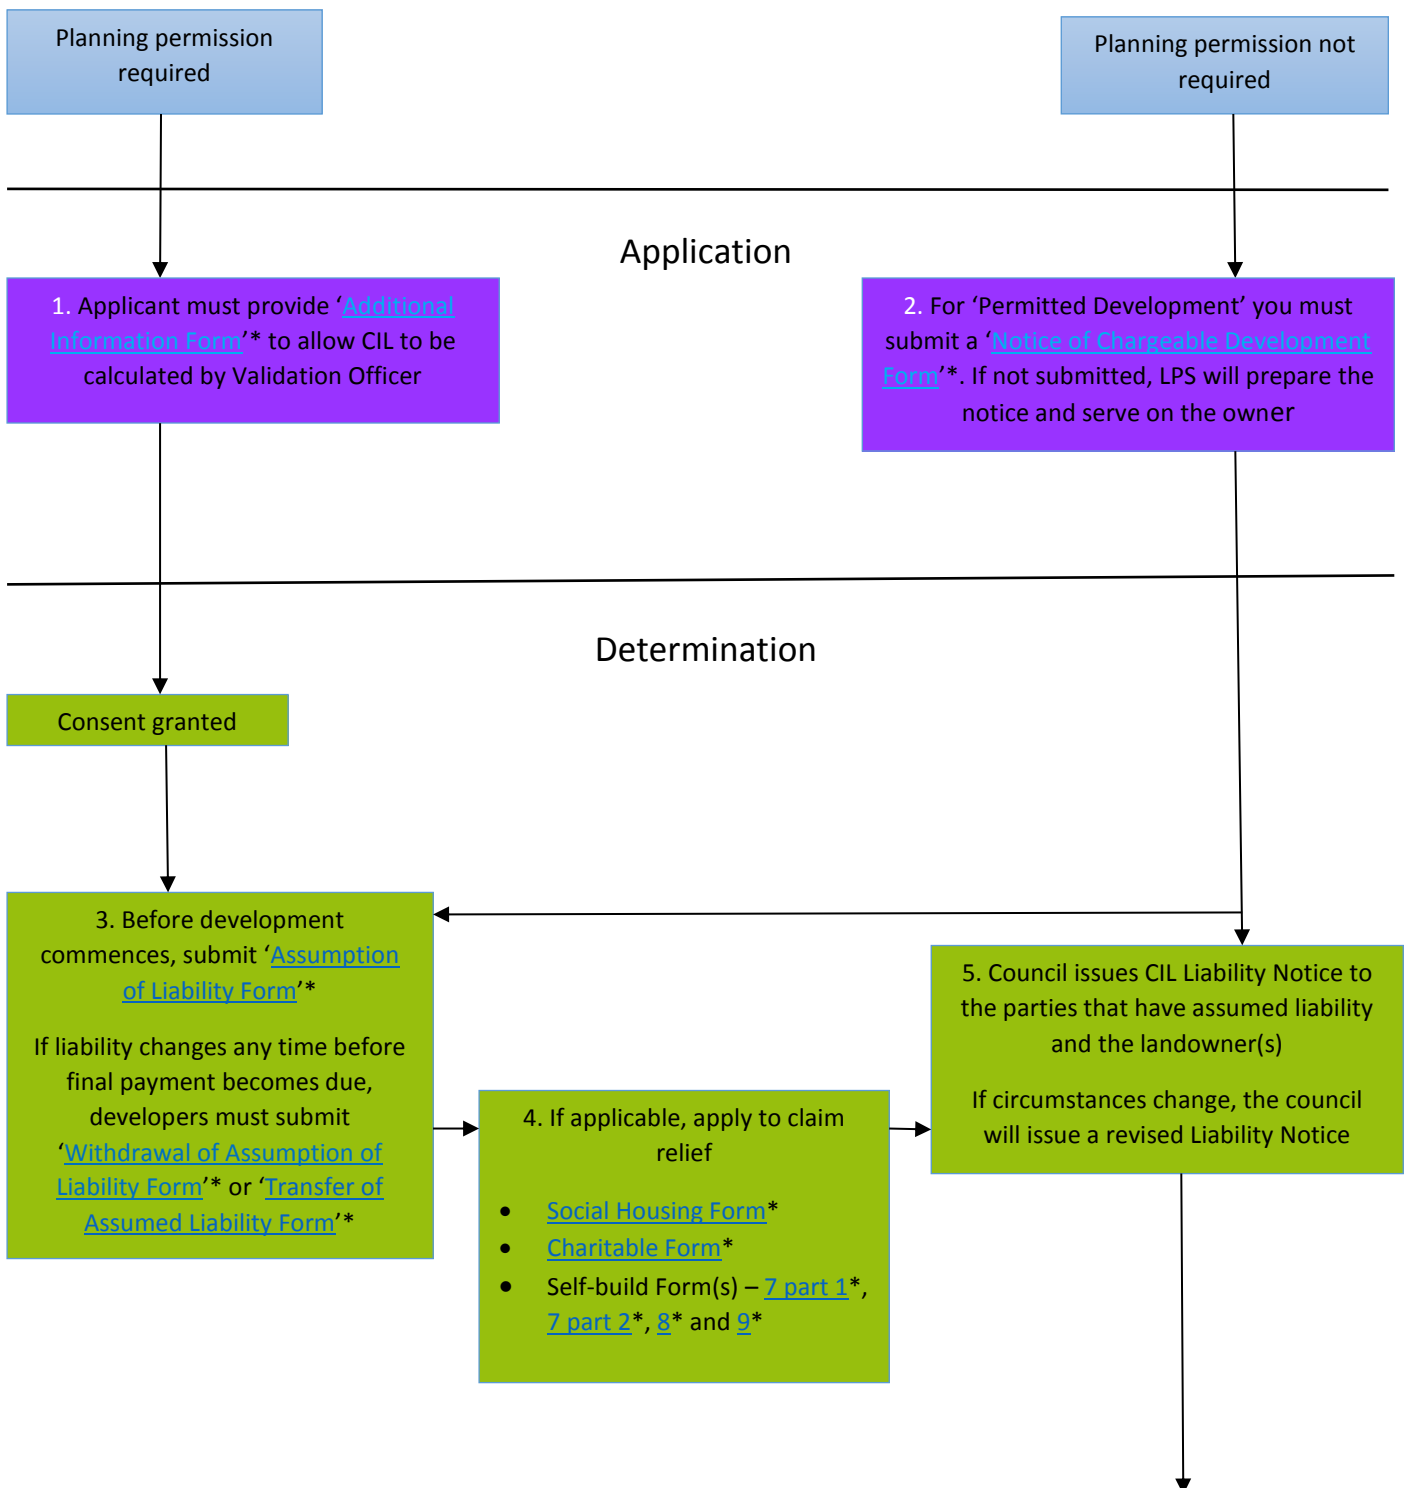 Planning permission
required
Planning permission not
required
Application
1. Applicant must provide ‘Additional
Information Form’* to allow CIL to be
calculated by Validation Officer
2. For ‘Permitted Development’ you must
submit a ‘Notice of Chargeable Development
Form’*. If not submitted, LPS will prepare the
notice and serve on the owner
Determination
Consent granted
3. Before development
commences, submit ‘Assumption
of Liability Form’*
If liability changes any time before
final payment becomes due,
developers must submit
‘Withdrawal of Assumption of
Liability Form’* or ‘Transfer of
Assumed Liability Form’*
4. If applicable, apply to claim
relief
• Social Housing Form*
• Charitable Form*
• Self-build Form(s) – 7 part 1*,
7 part 2*, 8* and 9*
5. Council issues CIL Liability Notice to
the parties that have assumed liability
and the landowner(s)
If circumstances change, the council
will issue a revised Liability Notice